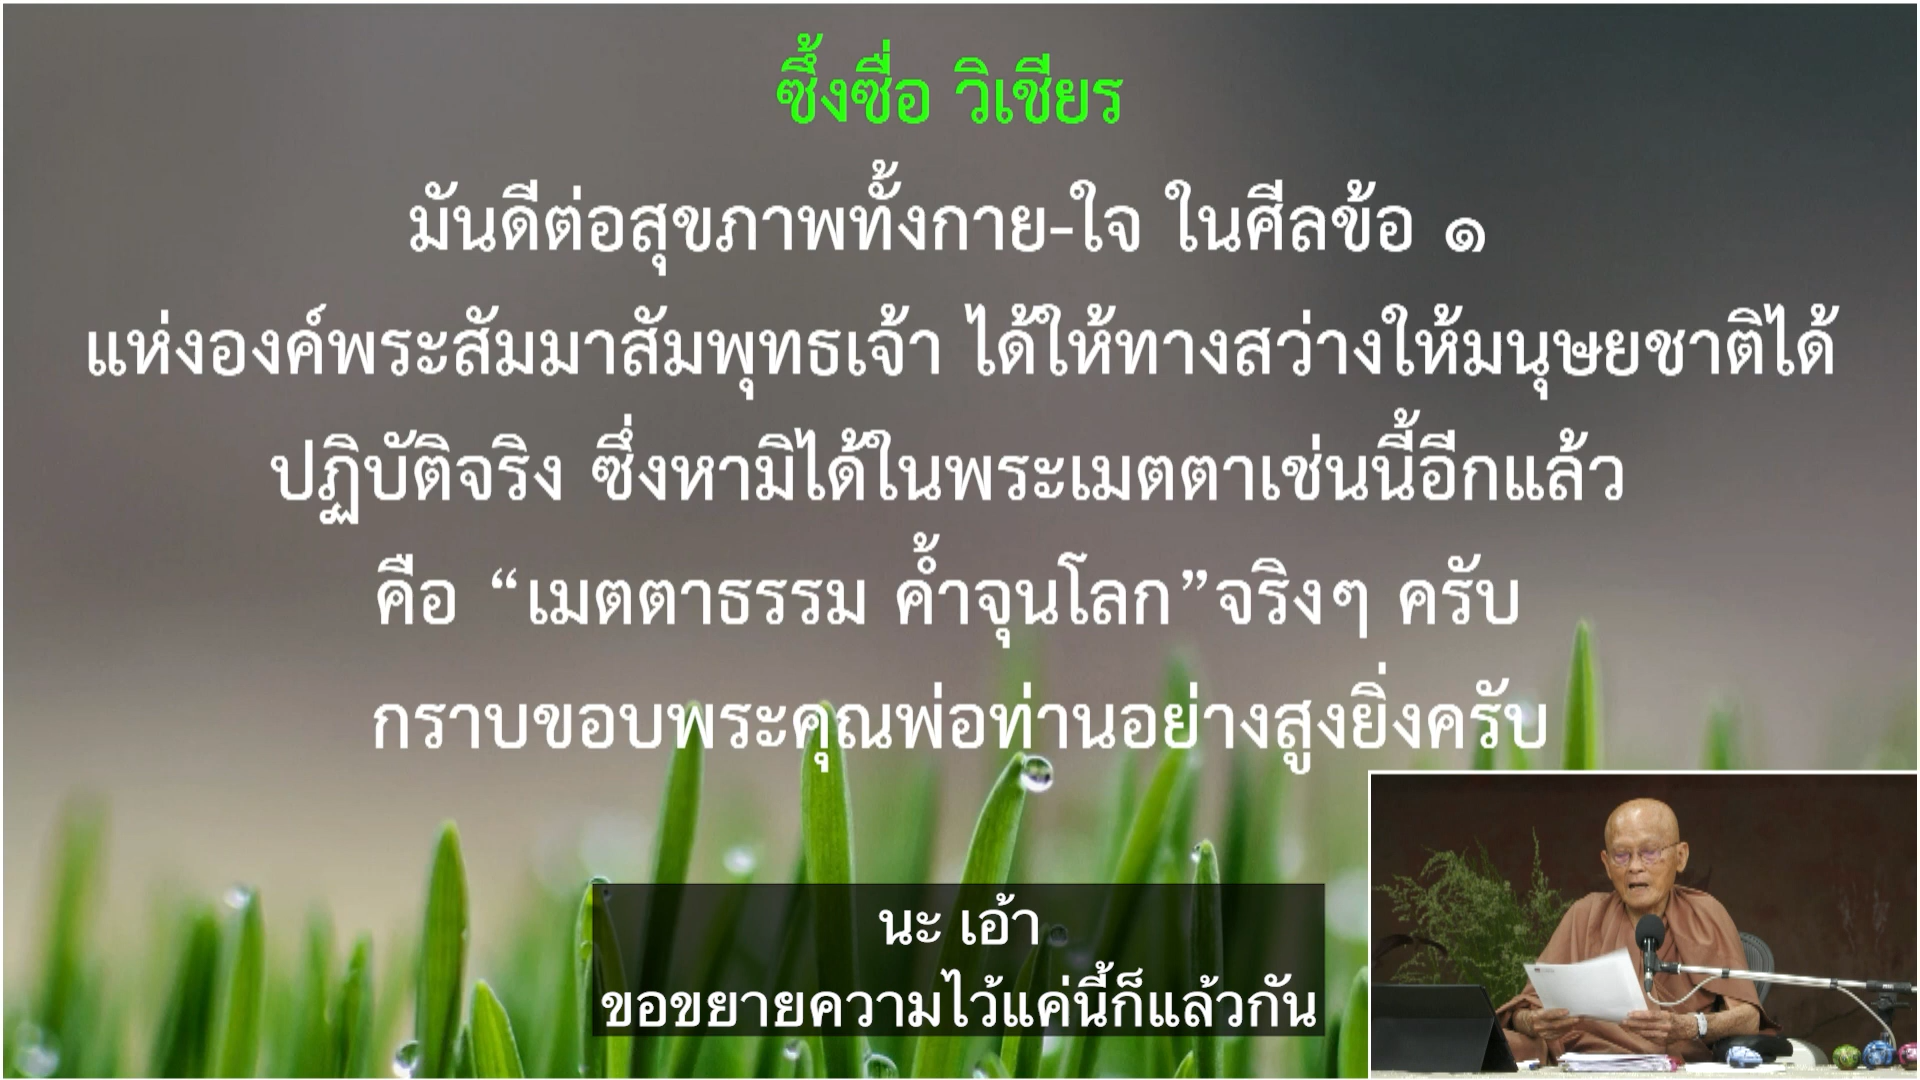 ซึ้งซื่อ วิเชียร
มันดีต่อสุขภาพทั้งกาย-ใจ ในศีลข้อ ๑
แห่งองค์พระสัมมาสัมพุทธเจ้า ได้ให้ทางสว่างให้มนุษยชาติได้
ปฏิบัติจริง ซึ่งหามิได้ในพระเมตตาเช่นนี้อีกแล้ว
คือ “เมตตาธรรม ค้ำจุนโลก”จริงๆ ครับ
กราบขอบพระคุณพ่อท่านอย่างสูงยิ่งครับ
นะ เอ้า
ขอขยายความไว้แค่นี้ก็แล้วกัน